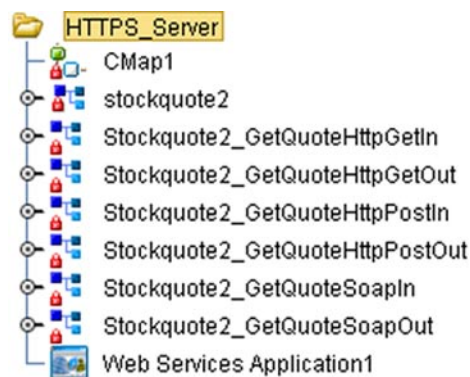 HTTPS_Server
CMap1
stockquote2
Stockquote2_GetQuoteHttpGetIn
Stockquote2_GetQuoteHttpGetOut
Stockquote2_GetQuoteHttpPostIn
Stockquote2_GetQuoteHttpPostOut
Stockquote2_GetQuoteSoapIn
Stockquote2_GetQuoteSoapOut
Web Services Application1